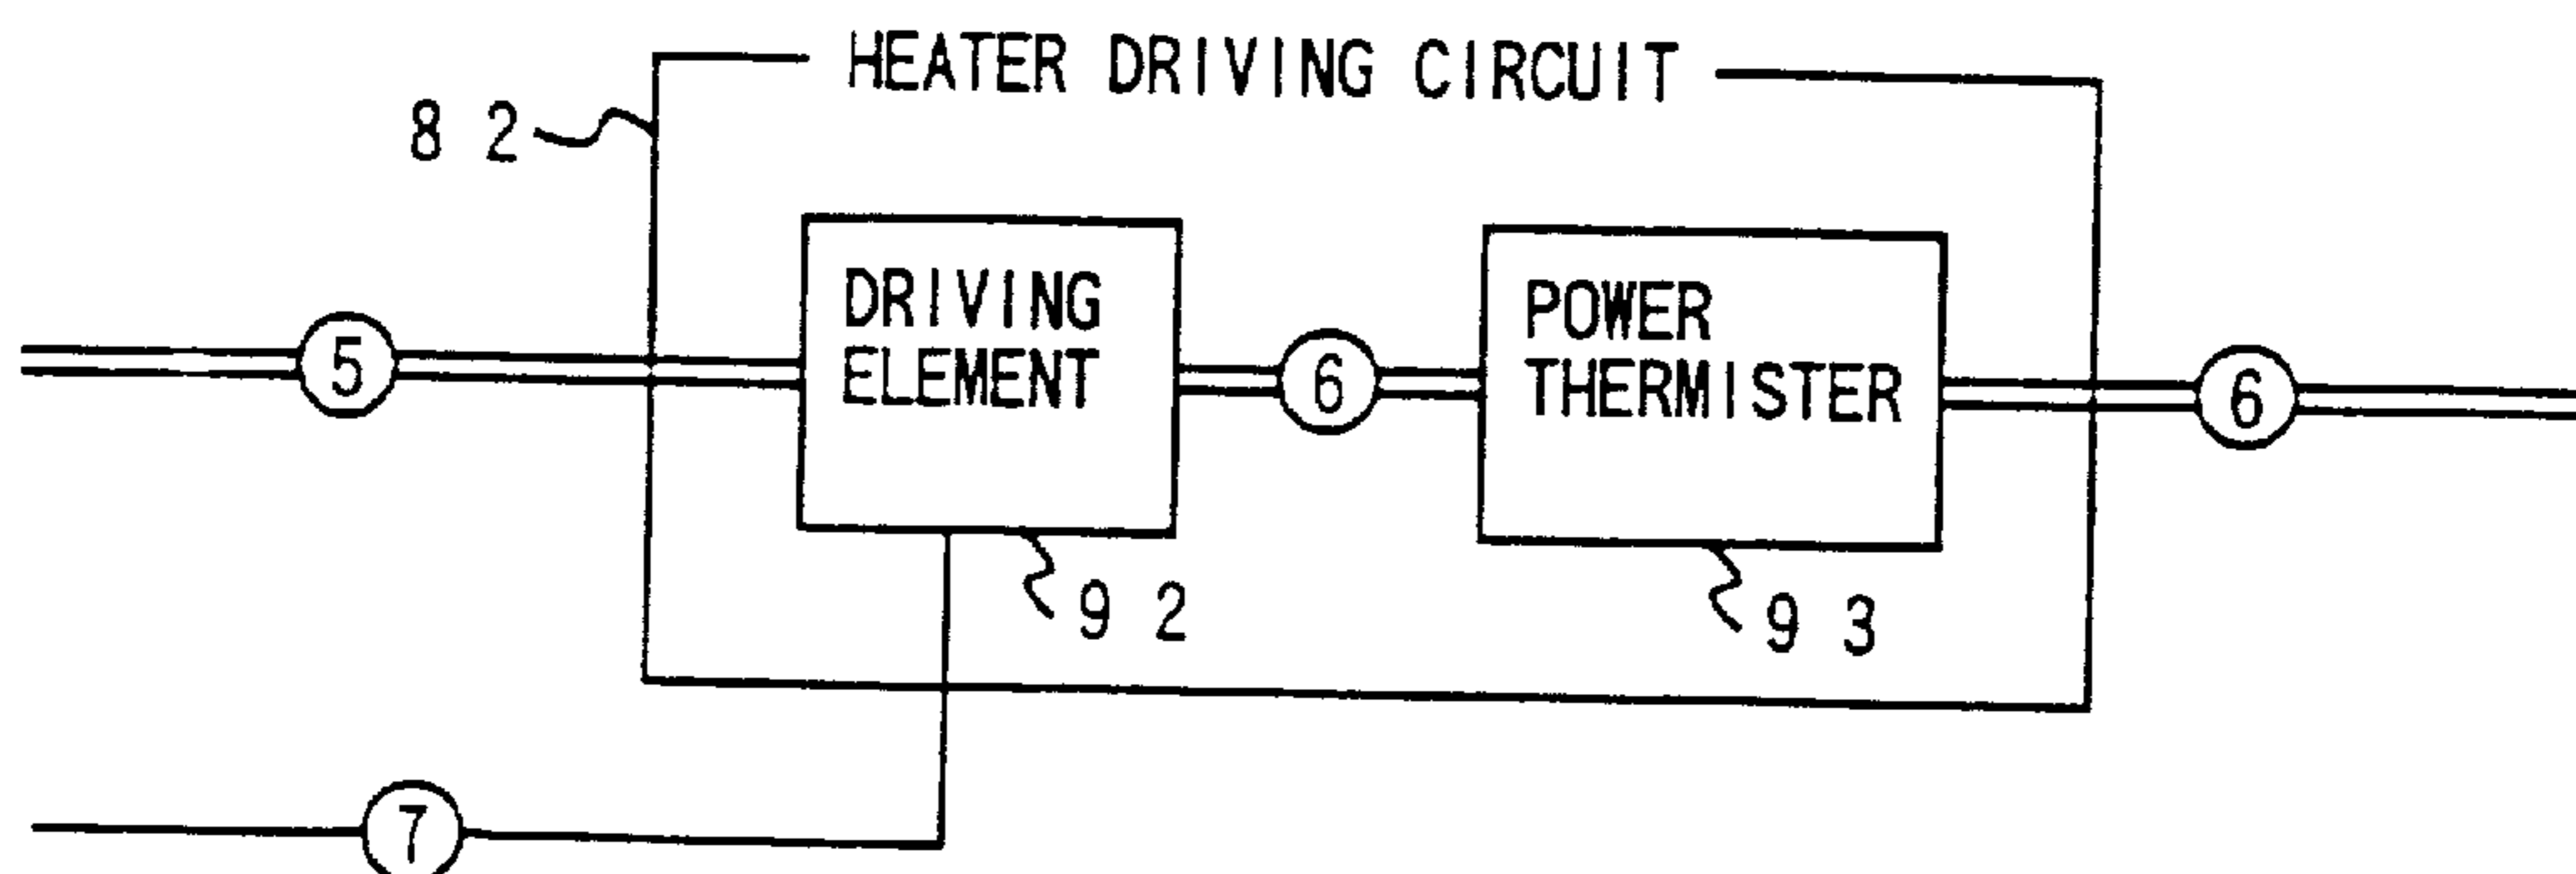 HEATER DRIVING CIRCUIT
8 2
DRIVING
ELEMENT
POWER
THERMISTER
5
6
6
9 2
9 3
7